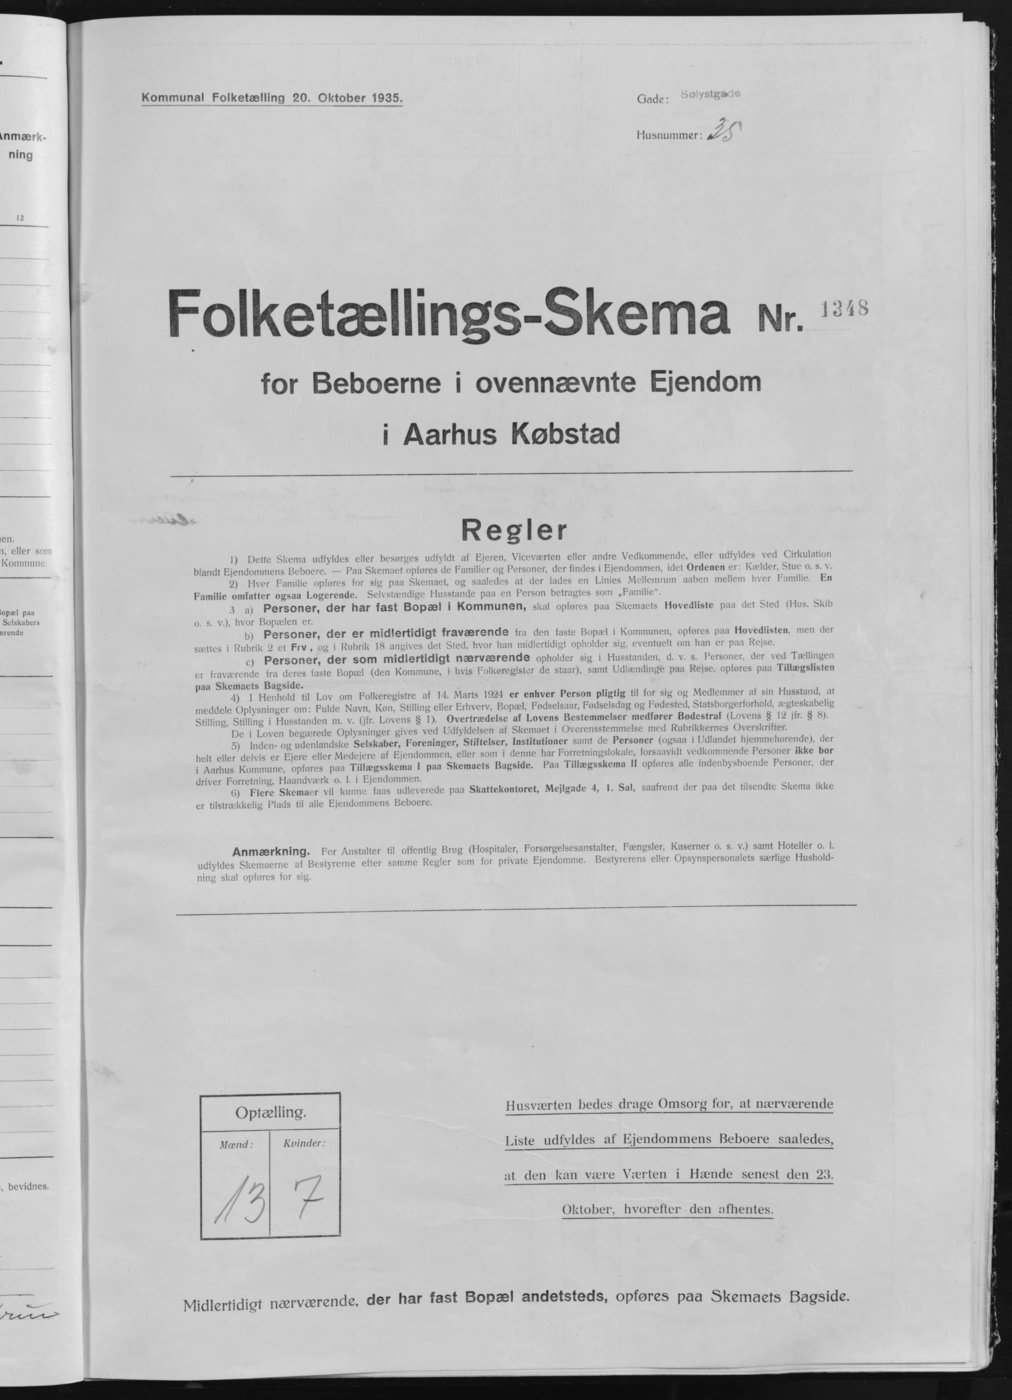 Anmærk-
ning
12
en.
n, eller som
Kommune.
opæl paa
Selskabers
erende
, bevidnes.
Kommunal Folketælling 20. Oktober 1935.
Gade: Sølystgade
Husnummer: 35
Folketællings-Skema Nr. 1348
for Beboerne i ovennævnte Ejendom
i Aarhus Købstad
Regler
1) Dette Skema udfyldes eller besørges udfyldt af Ejeren, Viceværten eller andre Vedkommende, eller udfyldes ved Cirkulation
blandt Ejendommens Beboere. — Paa Skemaet opføres de Familier og Personer, der findes i Ejendommen, idet Ordenen er: Kælder, Stue o. s. v.
2) Hver Familie opføres for sig paa Skemaet, og saaledes at der lades en Linies Mellemrum aaben mellem hver Familie. En
Familie omfatter ogsaa Logerende. Selvstændige Husstande paa en Person betragtes som „Familie“.
3 a) Personer, der har fast Bopæl i Kommunen, skal opføres paa Skemaets Hovedliste paa det Sted (Hus, Skib
o. s. v.), hvor Bopælen er.
b) Personer, der er midlertidigt fraværende fra den faste Bopæl i Kommunen, opføres paa Hovedlisten, men der
sættes i Rubrik 2 et Frv, og i Rubrik 18 angives det Sted, hvor han midlertidigt opholder sig, eventuelt om han er paa Rejse.
c) Personer, der som midlertidigt nærværende opholder sig i Husstanden, d. v. s. Personer, der ved Tællingen
er fraværende fra deres faste Bopæl (den Kommune, i hvis Folkeregister de staar), samt Udlændinge paa Rejse, opføres paa Tillægslisten
paa Skemaets Bagside.
4) I Henhold til Lov om Folkeregistre af 14. Marts 1924 er enhver Person pligtig til for sig og Medlemmer af sin Husstand, at
meddele Oplysninger om: Fulde Navn, Køn, Stilling eller Erhverv, Bopæl, Fødselsaar, Fødselsdag og Fødested, Statsborgerforhold, ægteskabelig
Stilling, Stilling i Husstanden m. v. (jfr. Lovens § 1). Overtrædelse af Lovens Bestemmelser medfører Bødestraf (Lovens § 12 jfr. § 8).
De i Loven begærede Oplysninger gives ved Udfyldelsen af Skemaet i Overensstemmelse med Rubrikkernes Overskrifter.
5) Inden- og udenlandske Selskaber, Foreninger, Stiftelser, Institutioner samt de Personer (ogsaa i Udlandet hjemmehørende), der
helt eller delvis er Ejere eller Medejere af Ejendommen, eller som i denne har Forretningslokale, forsaavidt vedkommende Personer ikke bor
i Aarhus Kommune, opføres paa Tillægsskema I paa Skemaets Bagside. Paa Tillægsskema II opføres alle indenbysboende Personer, der
driver Forretning, Haandværk o. l. i Ejendommen.
6) Flere Skemaer vil kunne faas udleverede paa Skattekontoret, Mejlgade 4, 1. Sal, saafremt der paa det tilsendte Skema ikke
er tilstrækkelig Plads til alle Ejendommens Beboere.
Anmærkning. For Anstalter til offentlig Brug (Hospitaler, Forsørgelsesanstalter, Fængsler, Kaserner o. s. v.) samt Hoteller o. l.
udfyldes Skemaerne af Bestyrerne efter samme Regler som for private Ejendomme. Bestyrerens eller Opsynspersonalets særlige Hushold-
ning skal opføres for sig.
Optælling.
Mænd: Kvinder:
13 7
Husværten bedes drage Omsorg for, at nærværende
Liste udfyldes af Ejendommens Beboere saaledes,
at den kan være Værten i Hænde senest den 23.
Oktober, hvorefter den afhentes.
Midlertidigt nærværende, der har fast Bopæl andetsteds, opføres paa Skemaets Bagside.